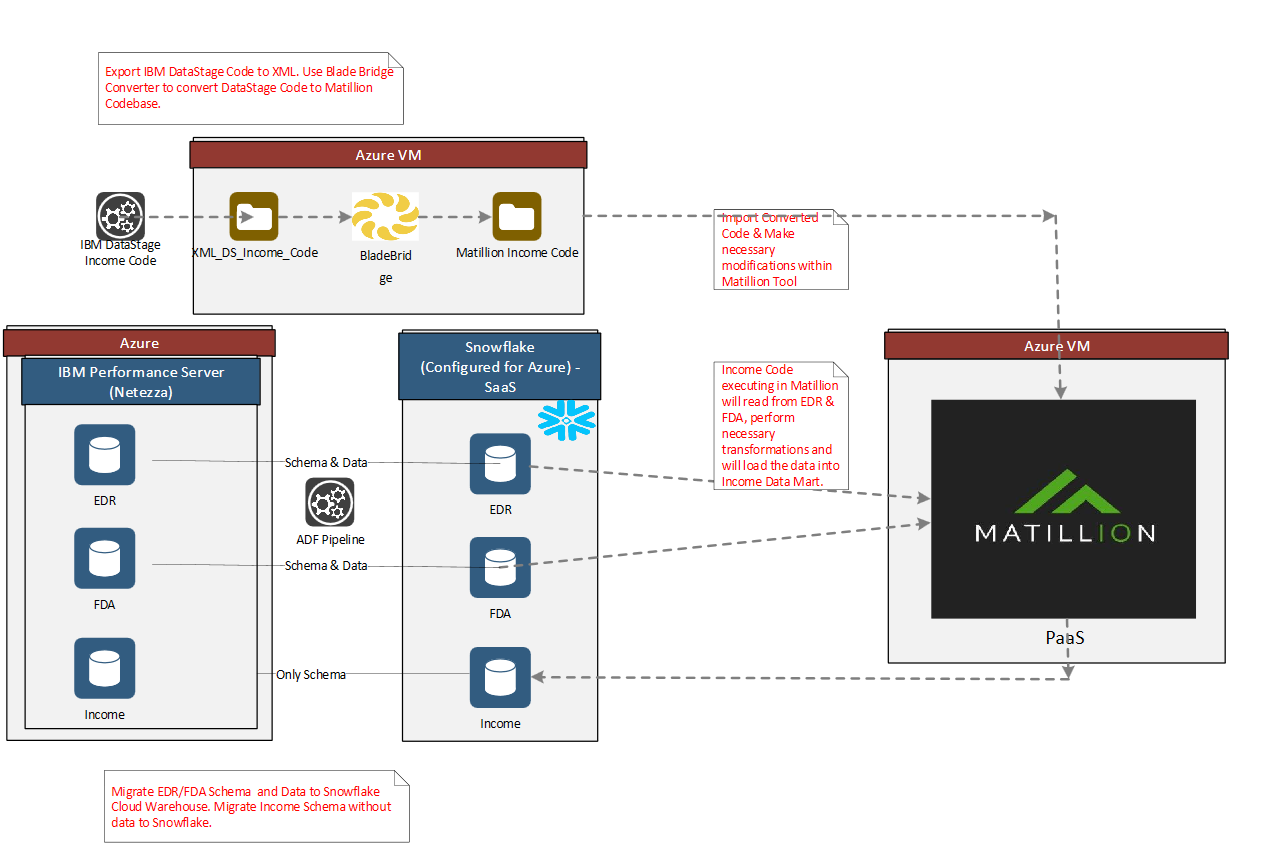 Export IBM DataStage Code to XML. Use Blade Bridge
Converter to convert DataStage Code to Matillion
Codebase.
Azure VM
IBM DataStage
Income Code
XML_DS_Income_Code
BladeBrid
ge
Matillion Income Code
Import Converted
Code & Make
necessary
modifications within
Matillion Tool
Azure
IBM Performance Server
(Netezza)
EDR
FDA
Income
Schema & Data
ADF Pipeline
Schema & Data
Only Schema
Snowflake
(Configured for Azure) -
SaaS
EDR
FDA
Income
Income Code
executing in Matillion
will read from EDR &
FDA, perform
necessary
transformations and
will load the data into
Income Data Mart.
Azure VM
MATILLION
PaaS
Migrate EDR/FDA Schema  and Data to Snowflake
Cloud Warehouse. Migrate Income Schema without
data to Snowflake.